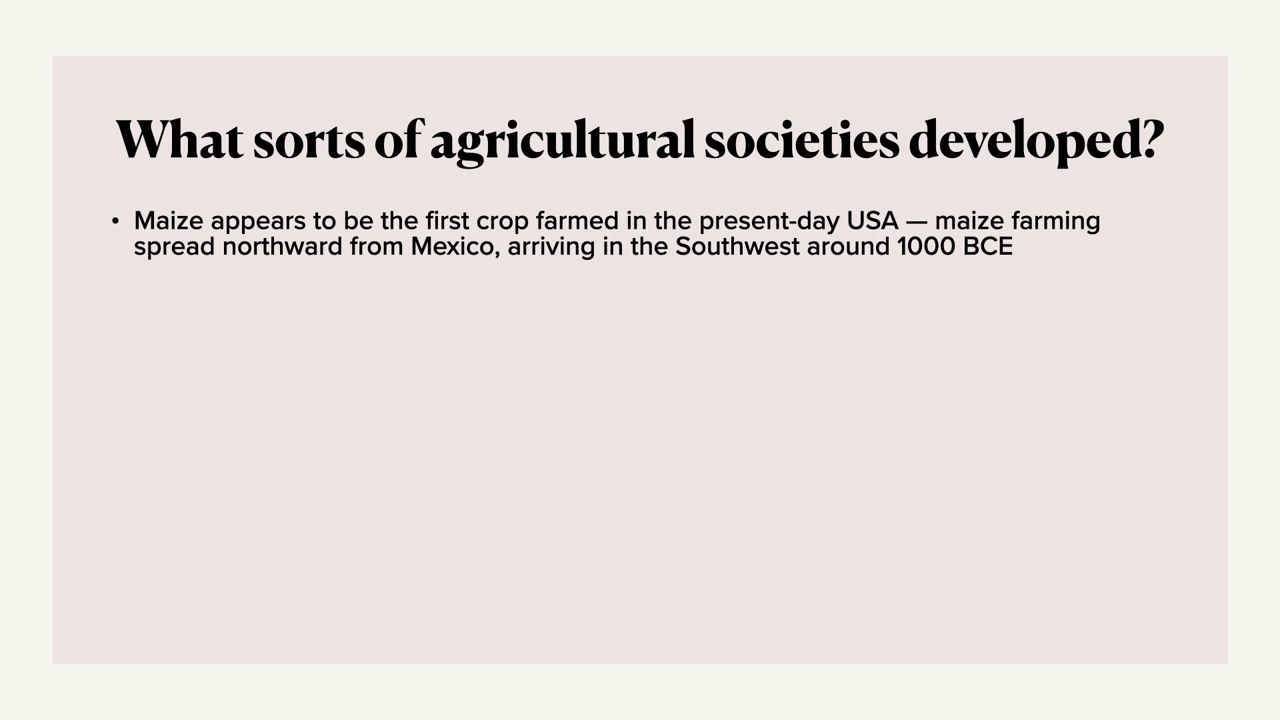 What sorts of agricultural societies developed?
• Maize appears to be the first crop farmed in the present-day USA — maize farming
spread northward from Mexico, arriving in the Southwest around 1000 BCE